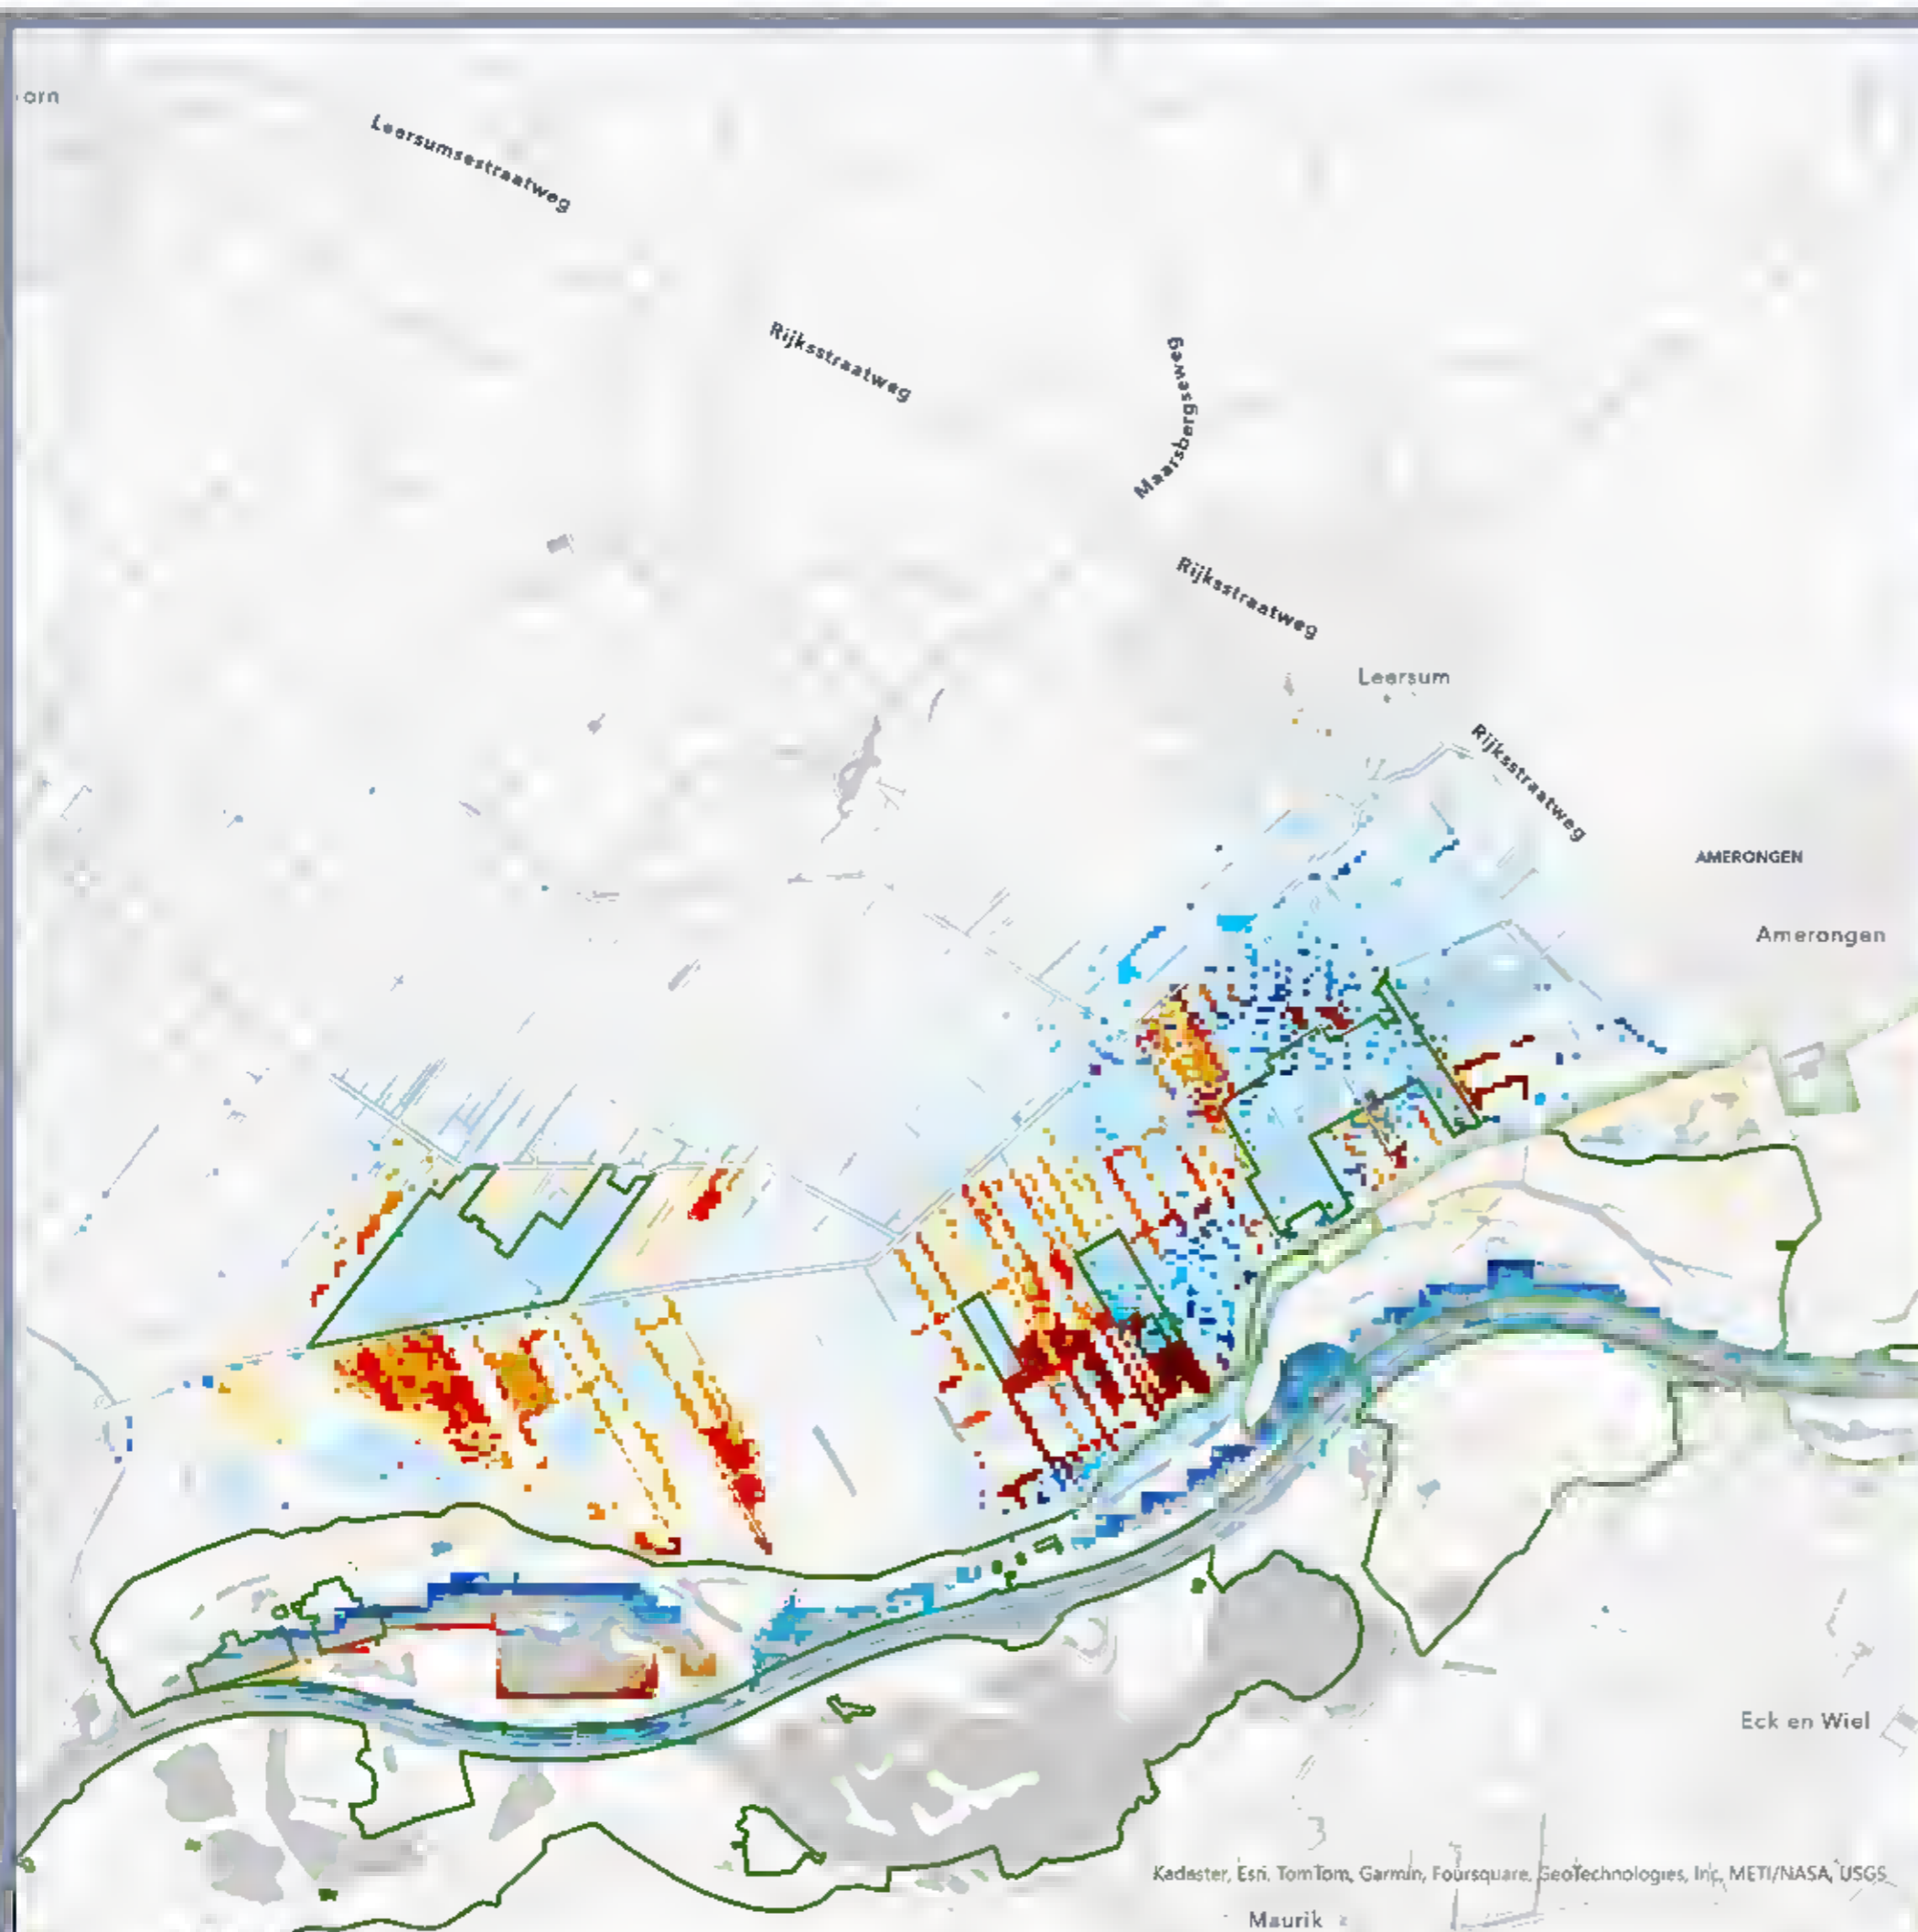 orn
Leersumsestraatweg
Rijksstraatweg
Maarsbergseweg
Rijksstraatweg
Leersum
Rijksstraatweg
AMERONGEN
Amerongen
Eck en Wiel
Kadaster, Esri, TomTom, Garmin, Foursquare, GeoTechnologies, Inc, METI/NASA, USGS
Maurik